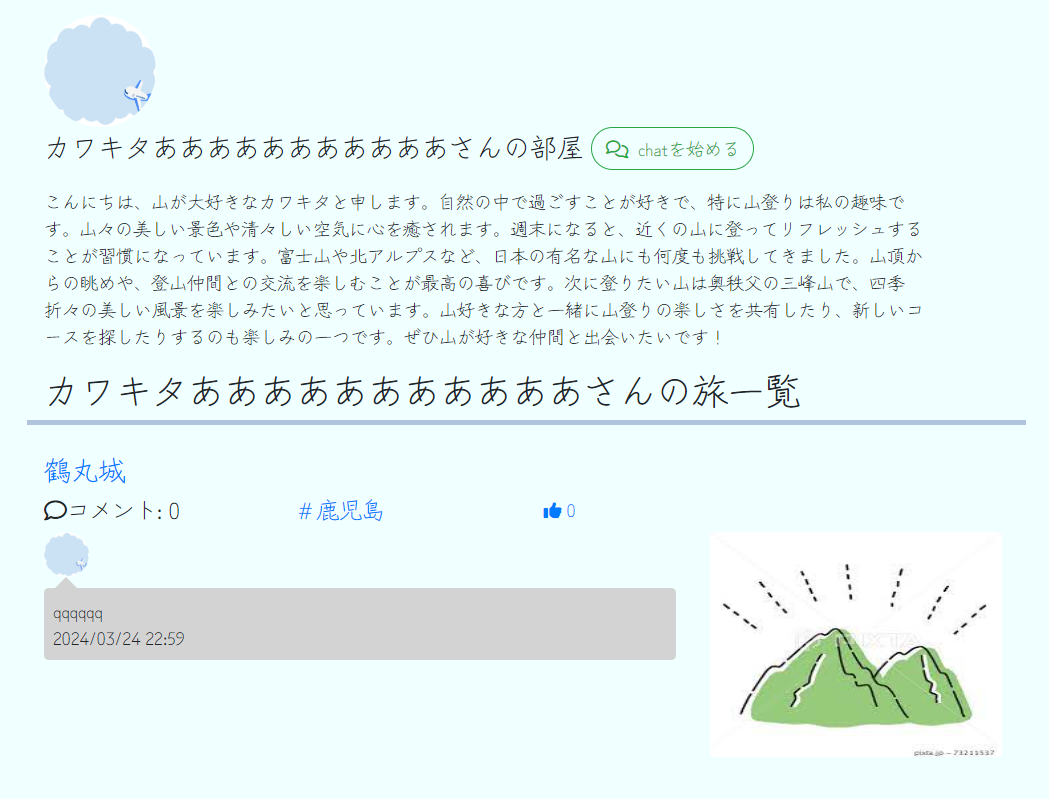 カワキタあああああああああああさんの部屋 chatを始める
こんにちは、山が大好きなカワキタと申します。自然の中で過ごすことが好きで、特に山登りは私の趣味で
す。山々の美しい景色や清々しい空気に心を癒されます。週末になると、近くの山に登ってリフレッシュする
ことが習慣になっています。富士山や北アルプスなど、日本の有名な山にも何度も挑戦してきました。山頂か
らの眺めや、登山仲間との交流を楽しむことが最高の喜びです。次に登りたい山は奥秩父の三峰山で、四季
折々の美しい風景を楽しみたいと思っています。山好きな方と一緒に山登りの楽しさを共有したり、新しいコ
ースを探したりするのも楽しみの一つです。ぜひ山が好きな仲間と出会いたいです！
カワキタあああああああああああさんの旅一覧
鶴丸城
コメント: 0 #鹿児島 0
qqqqqq
2024/03/24 22:59
PIXTA
pixta.jp - 73211537